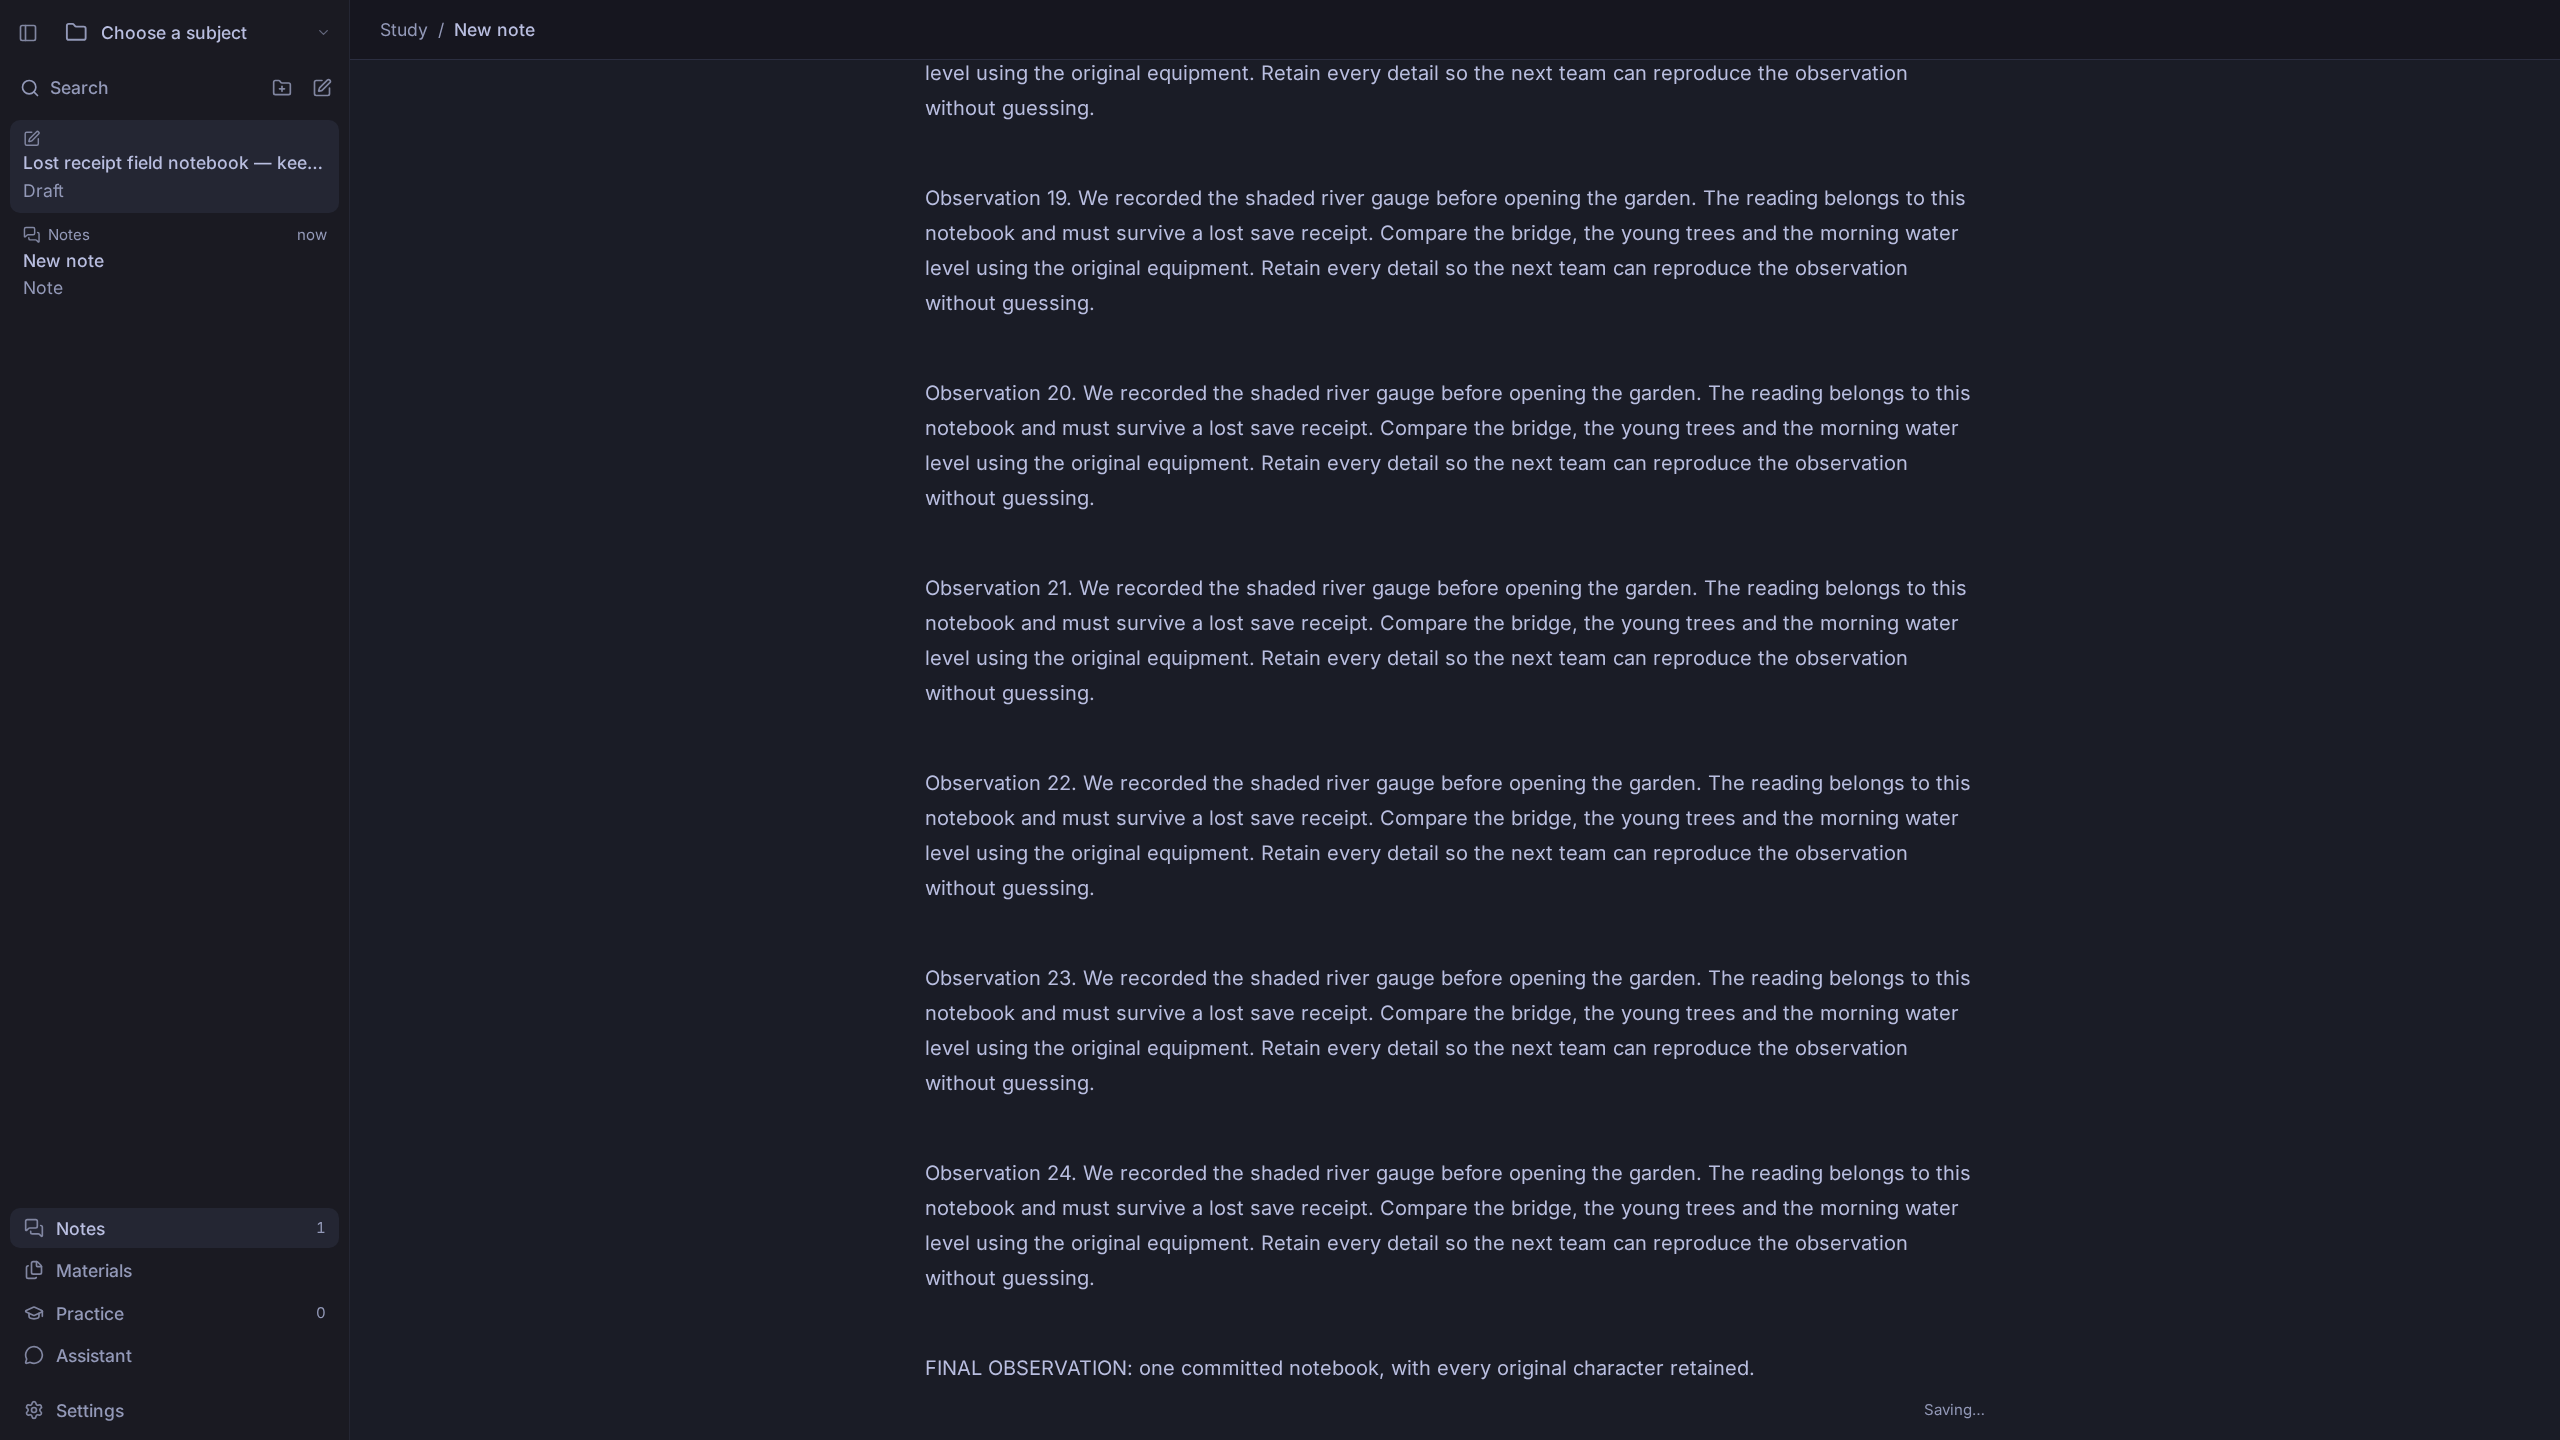 Choose a subject
Search
Lost receipt field notebook — kee...
Draft
Notes now
New note
Note
Notes 1
Materials
Practice 0
Assistant
Settings
Study / New note
level using the original equipment. Retain every detail so the next team can reproduce the observation
without guessing.
Observation 19. We recorded the shaded river gauge before opening the garden. The reading belongs to this
notebook and must survive a lost save receipt. Compare the bridge, the young trees and the morning water
level using the original equipment. Retain every detail so the next team can reproduce the observation
without guessing.
Observation 20. We recorded the shaded river gauge before opening the garden. The reading belongs to this
notebook and must survive a lost save receipt. Compare the bridge, the young trees and the morning water
level using the original equipment. Retain every detail so the next team can reproduce the observation
without guessing.
Observation 21. We recorded the shaded river gauge before opening the garden. The reading belongs to this
notebook and must survive a lost save receipt. Compare the bridge, the young trees and the morning water
level using the original equipment. Retain every detail so the next team can reproduce the observation
without guessing.
Observation 22. We recorded the shaded river gauge before opening the garden. The reading belongs to this
notebook and must survive a lost save receipt. Compare the bridge, the young trees and the morning water
level using the original equipment. Retain every detail so the next team can reproduce the observation
without guessing.
Observation 23. We recorded the shaded river gauge before opening the garden. The reading belongs to this
notebook and must survive a lost save receipt. Compare the bridge, the young trees and the morning water
level using the original equipment. Retain every detail so the next team can reproduce the observation
without guessing.
Observation 24. We recorded the shaded river gauge before opening the garden. The reading belongs to this
notebook and must survive a lost save receipt. Compare the bridge, the young trees and the morning water
level using the original equipment. Retain every detail so the next team can reproduce the observation
without guessing.
FINAL OBSERVATION: one committed notebook, with every original character retained.
Saving...